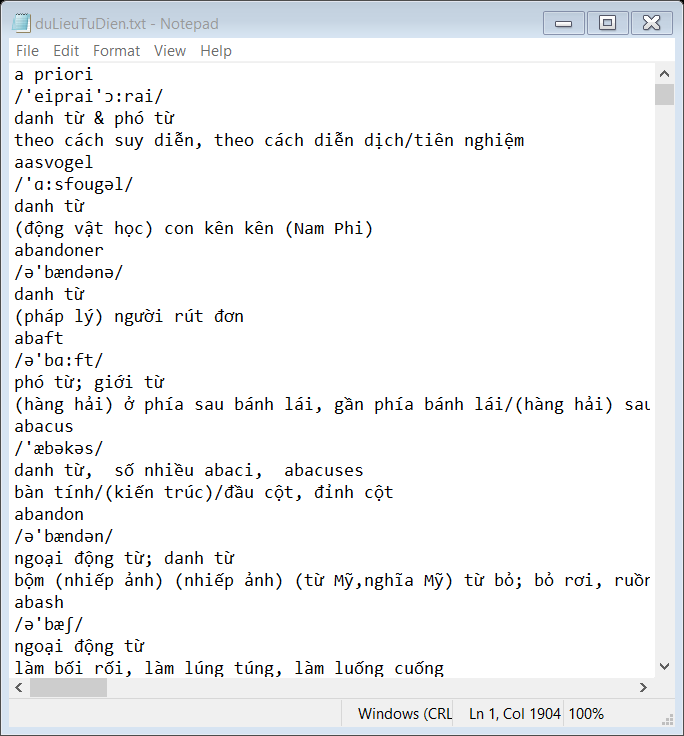 duLieuTuDien.txt - Notepad
File Edit Format View Help
a priori
/'eiprai'ɔ:rai/
danh từ & phó từ
theo cách suy diễn, theo cách diễn dịch/tiên nghiệm
aasvogel
/'ɑ:sfougəl/
danh từ
(động vật học) con kên kên (Nam Phi)
abandoner
/ə'bændənə/
danh từ
(pháp lý) người rút đơn
abaft
/ə'bɑ:ft/
phó từ; giới từ
(hàng hải) ở phía sau bánh lái, gần phía bánh lái/(hàng hải) sau
abacus
/'æbəkəs/
danh từ,  số nhiều abaci,  abacuses
bàn tính/(kiến trúc)/đầu cột, đỉnh cột
abandon
/ə'bændən/
ngoại động từ; danh từ
bộm (nhiếp ảnh) (nhiếp ảnh) (từ Mỹ,nghĩa Mỹ) từ bỏ; bỏ rơi,
abash
/ə'bæʃ/
ngoại động từ
làm bối rối, làm lúng túng, làm luống cuống
Windows (CRL Ln 1, Col 1904 100%